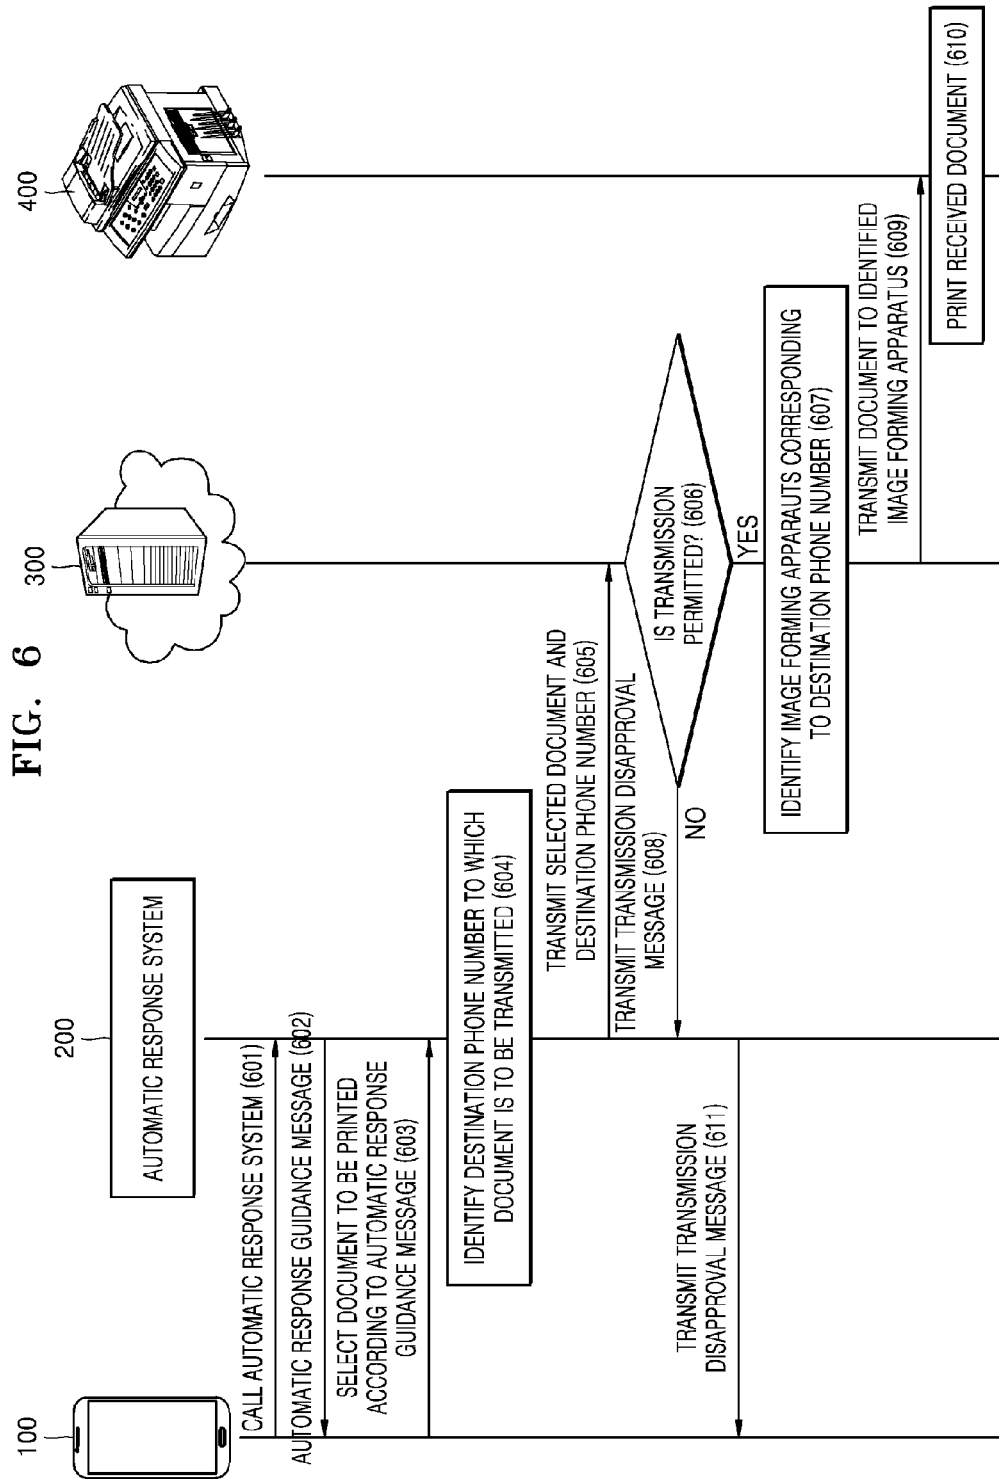 FIG. 6
100
200
300
400
AUTOMATIC RESPONSE SYSTEM
CALL AUTOMATIC RESPONSE SYSTEM (601)
AUTOMATIC RESPONSE GUIDANCE MESSAGE (602)
SELECT DOCUMENT TO BE PRINTED
ACCORDING TO AUTOMATIC RESPONSE
GUIDANCE MESSAGE (603)
IDENTIFY DESTINATION PHONE NUMBER TO WHICH
DOCUMENT IS TO BE TRANSMITTED (604)
TRANSMIT SELECTED DOCUMENT AND
DESTINATION PHONE NUMBER (605)
IS TRANSMISSION
PERMITTED? (606)
YES
NO
TRANSMIT TRANSMISSION DISAPPROVAL
MESSAGE (608)
TRANSMIT TRANSMISSION
DISAPPROVAL MESSAGE (611)
IDENTIFY IMAGE FORMING APPARAUTS CORRESPONDING
TO DESTINATION PHONE NUMBER (607)
TRANSMIT DOCUMENT TO IDENTIFIED
IMAGE FORMING APPARATUS (609)
PRINT RECEIVED DOCUMENT (610)